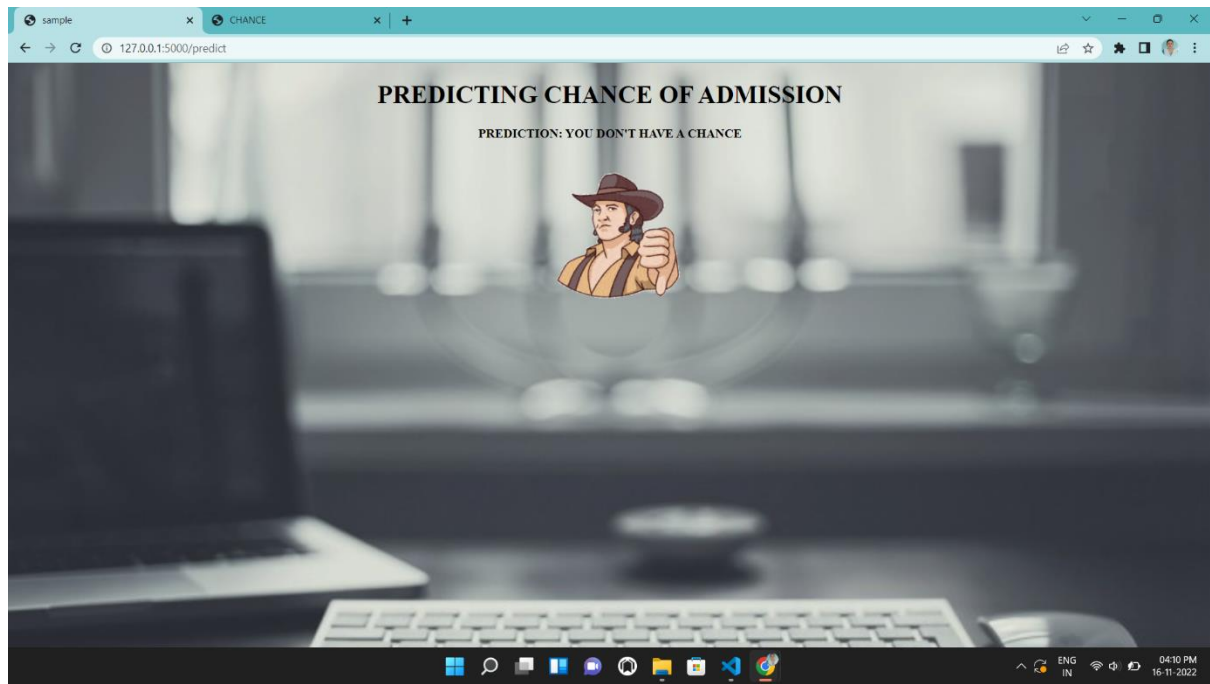 sample
CHANCE
127.0.0.1:5000/predict
PREDICTING CHANCE OF ADMISSION
PREDICTION: YOU DON'T HAVE A CHANCE
ENG
IN
04:10 PM
16-11-2022